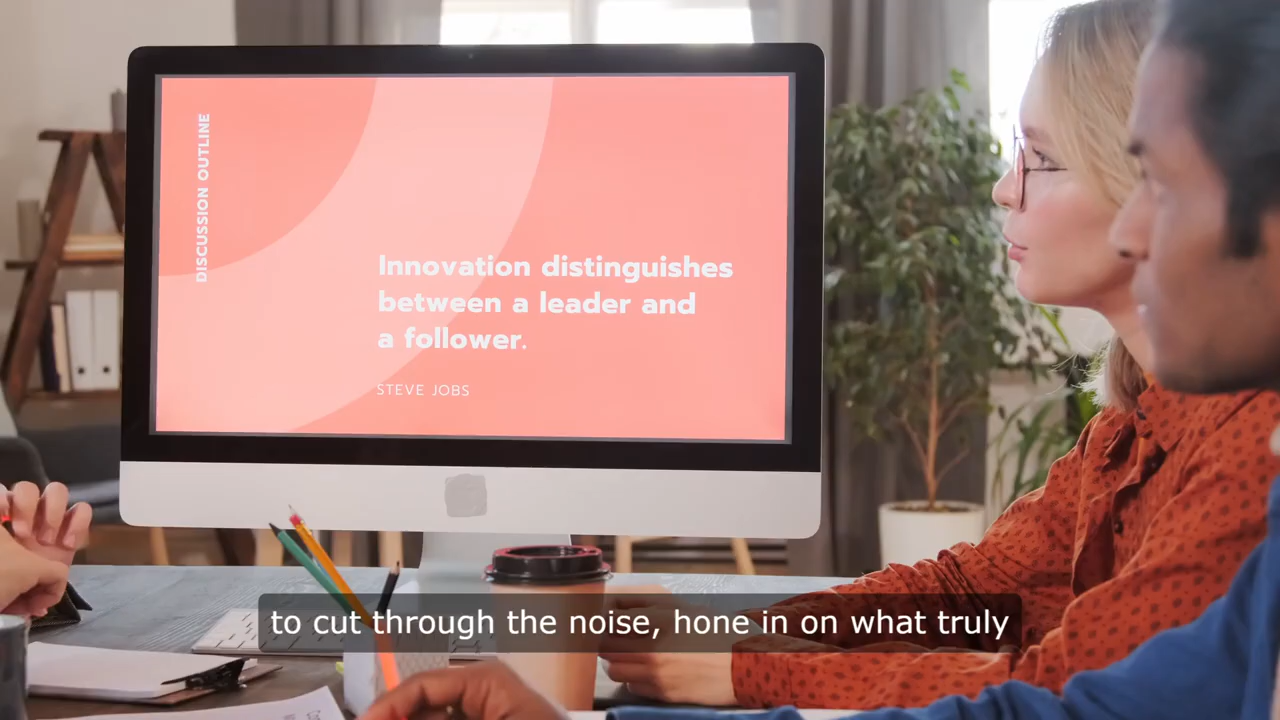 DISCUSSION OUTLINE
Innovation distinguishes
between a leader and
a follower.
STEVE JOBS
to cut through the noise, hone in on what truly